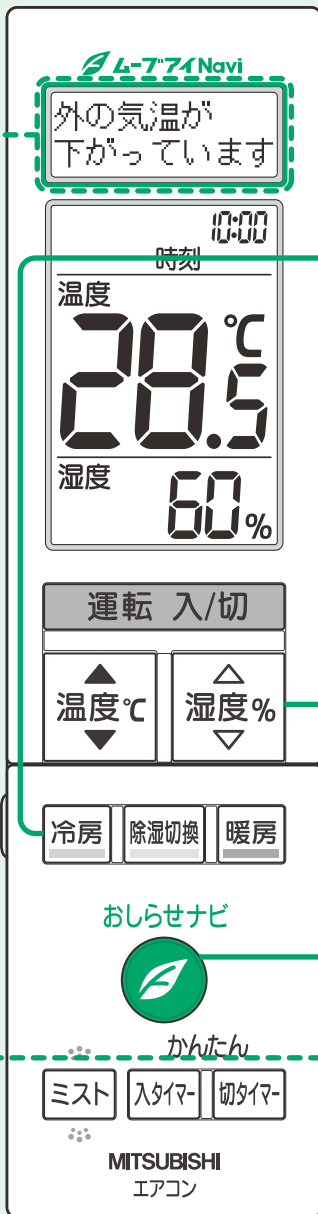 ムーブアイNavi
外の気温が
下がっています
10:00
時刻
温度
28.5℃
湿度
60%
運転 入/切
▲ △
温度℃ 湿度%
▼ ▽
冷房 除湿切換 暖房
おしらせナビ
かんたん
ミスト 入タイマー 切タイマー
MITSUBISHI
エアコン